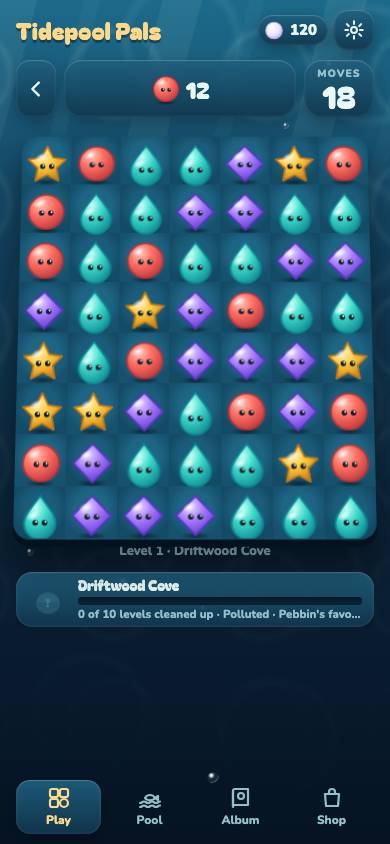 Tidepool Pals
120
12
MOVES
18
Level 1 · Driftwood Cove
?
Driftwood Cove
0 of 10 levels cleaned up · Polluted · Pebbin's favo...
Play
Pool
Album
Shop